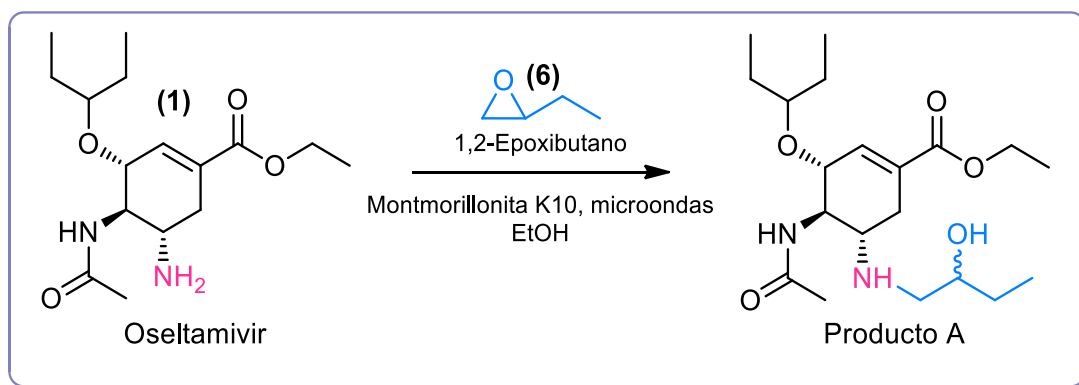 (1)
O
O
O
HN
O
NH2
Oseltamivir
O
(6)
1,2-Epoxibutano
Montmorillonita K10, microondas
EtOH
O
O
O
HN
O
NH
OH
Producto A